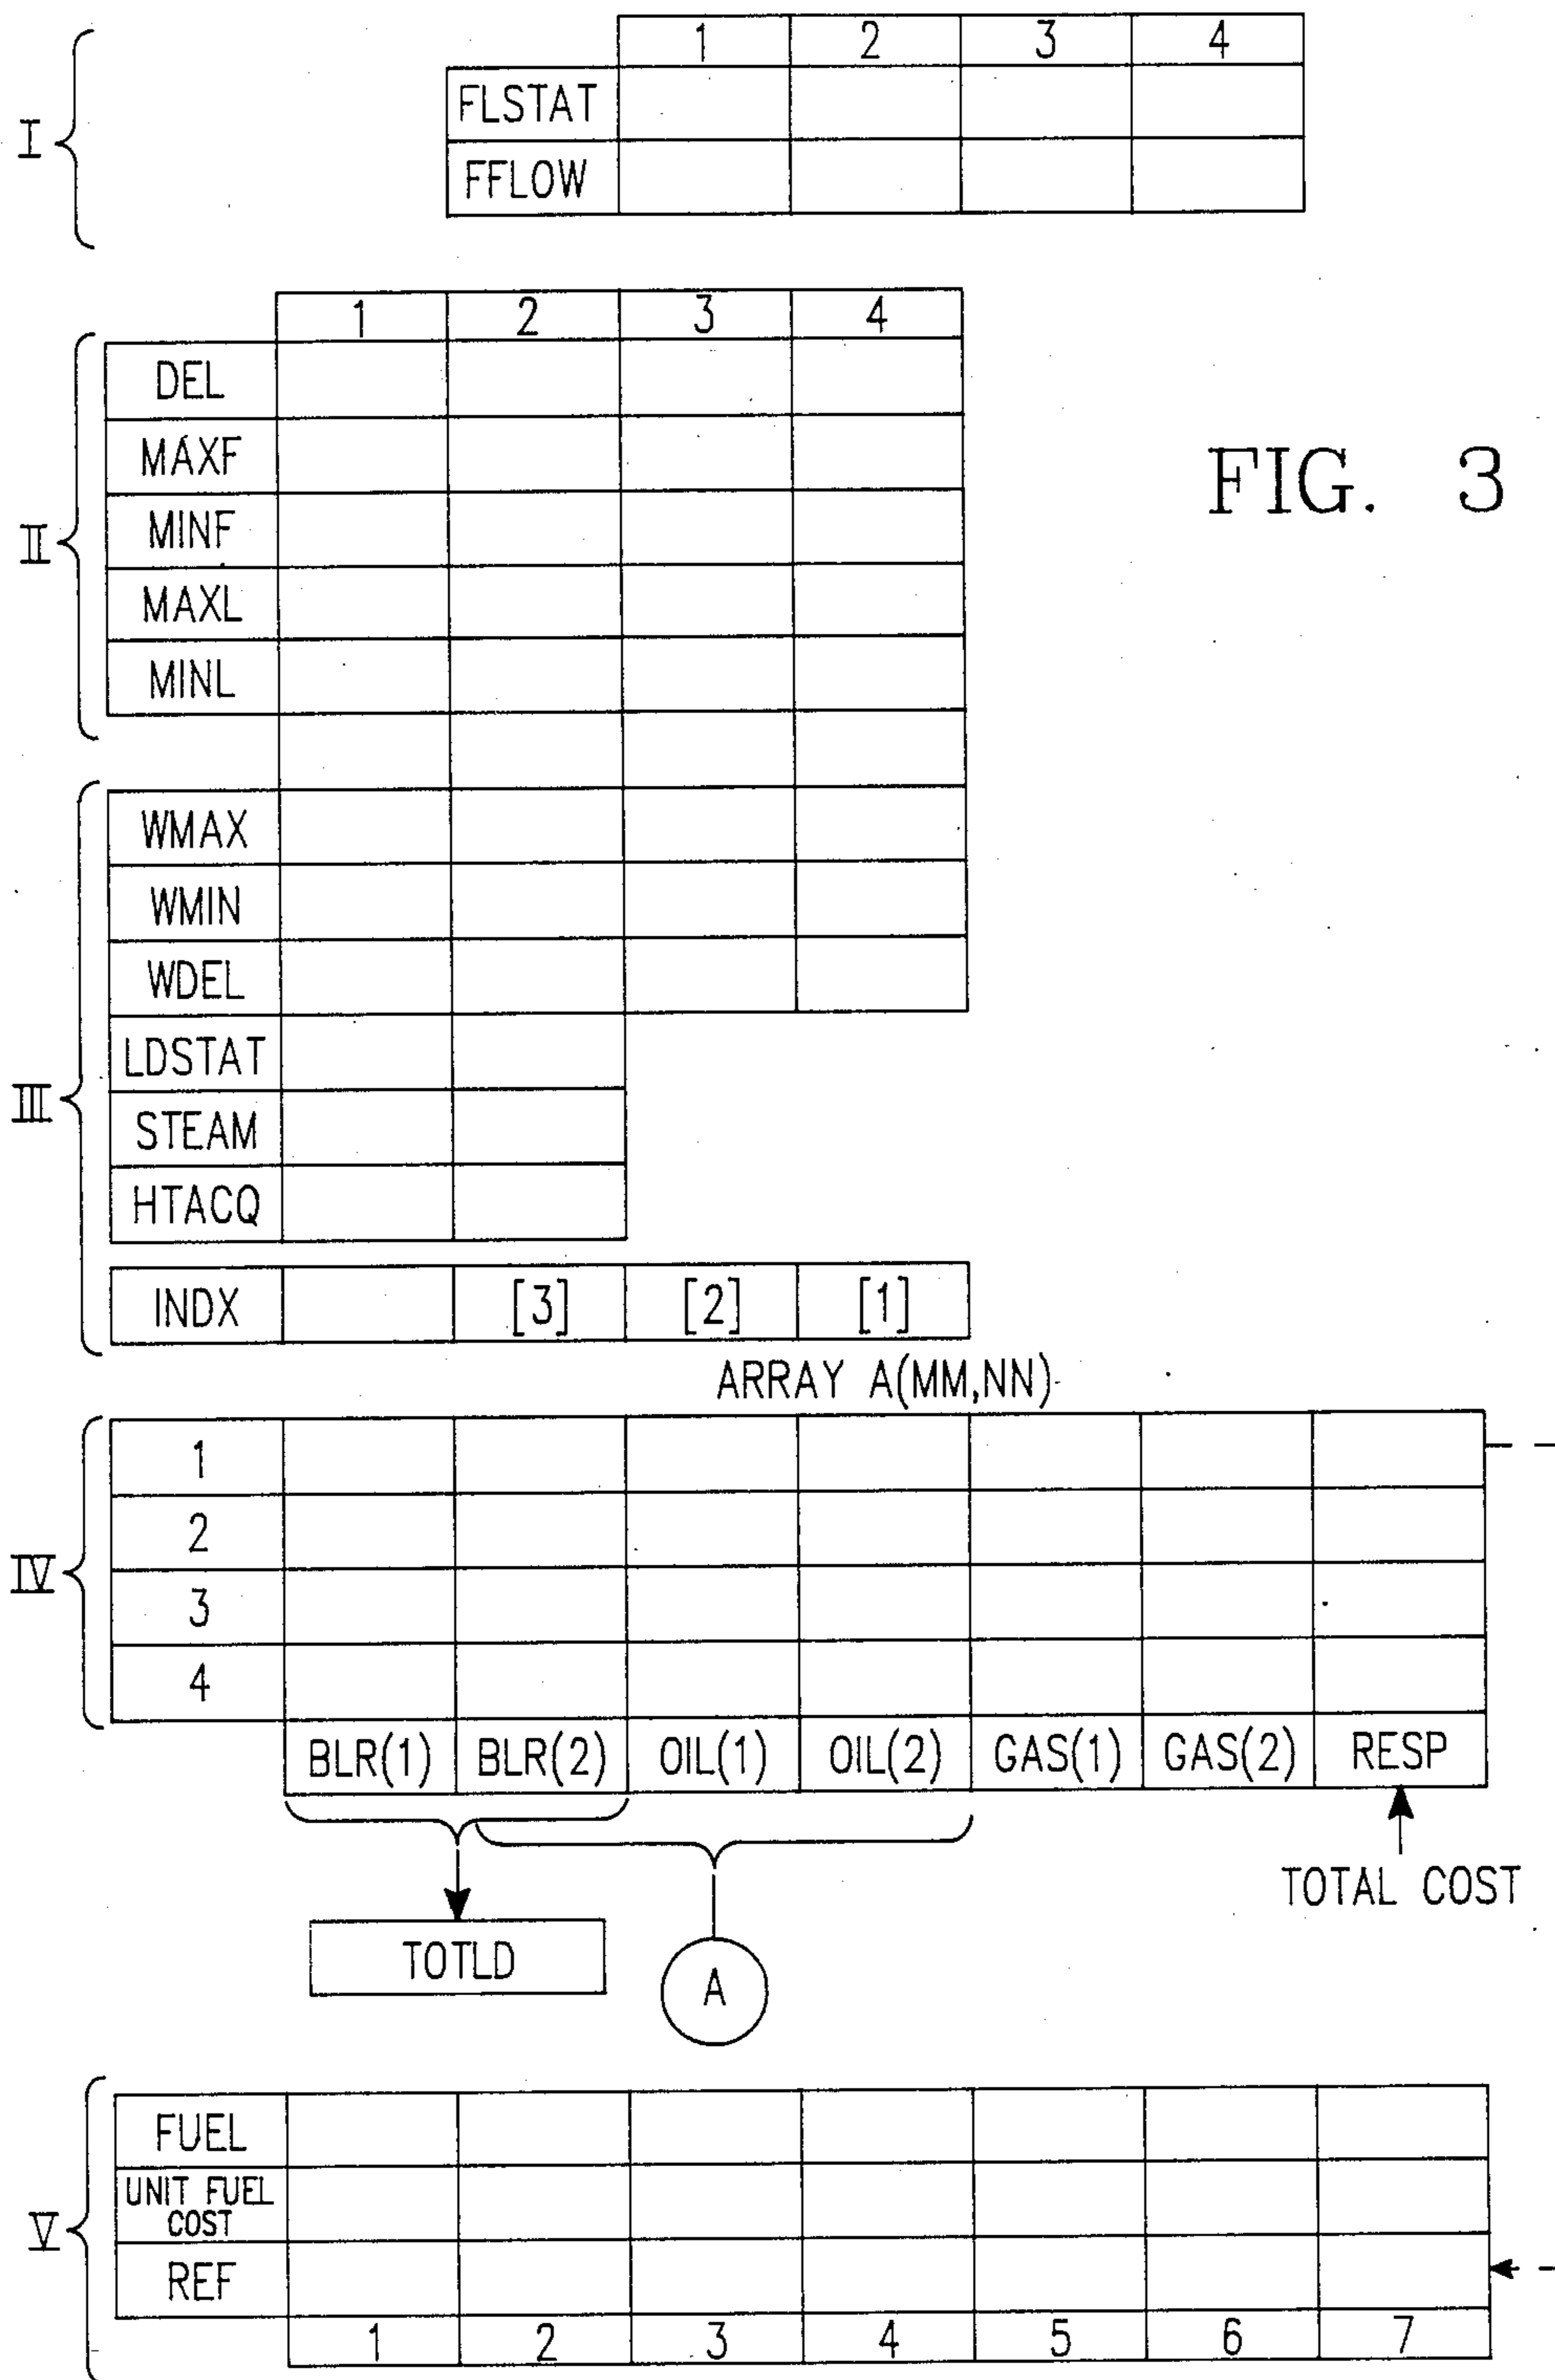 1 2 3 4
FLSTAT
I
FFLOW
1 2 3 4
DEL
MAXF
FIG. 3
MINF
II
MAXL
MINL
WMAX
WMIN
WDEL
LDSTAT
III
STEAM
HTACQ
INDX [3] [2] [1]
ARRAY A(MM,NN)
1
2
IV
3
4
BLR(1) BLR(2) OIL(1) OIL(2) GAS(1) GAS(2) RESP
TOTAL COST
TOTLD
A
FUEL
UNIT FUEL
COST
V
REF
1 2 3 4 5 6 7